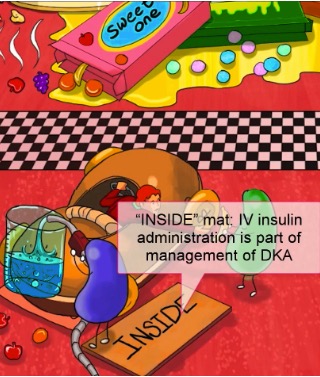 Sweet
one
“INSIDE” mat: IV insulin
administration is part of
management of DKA
INSIDE